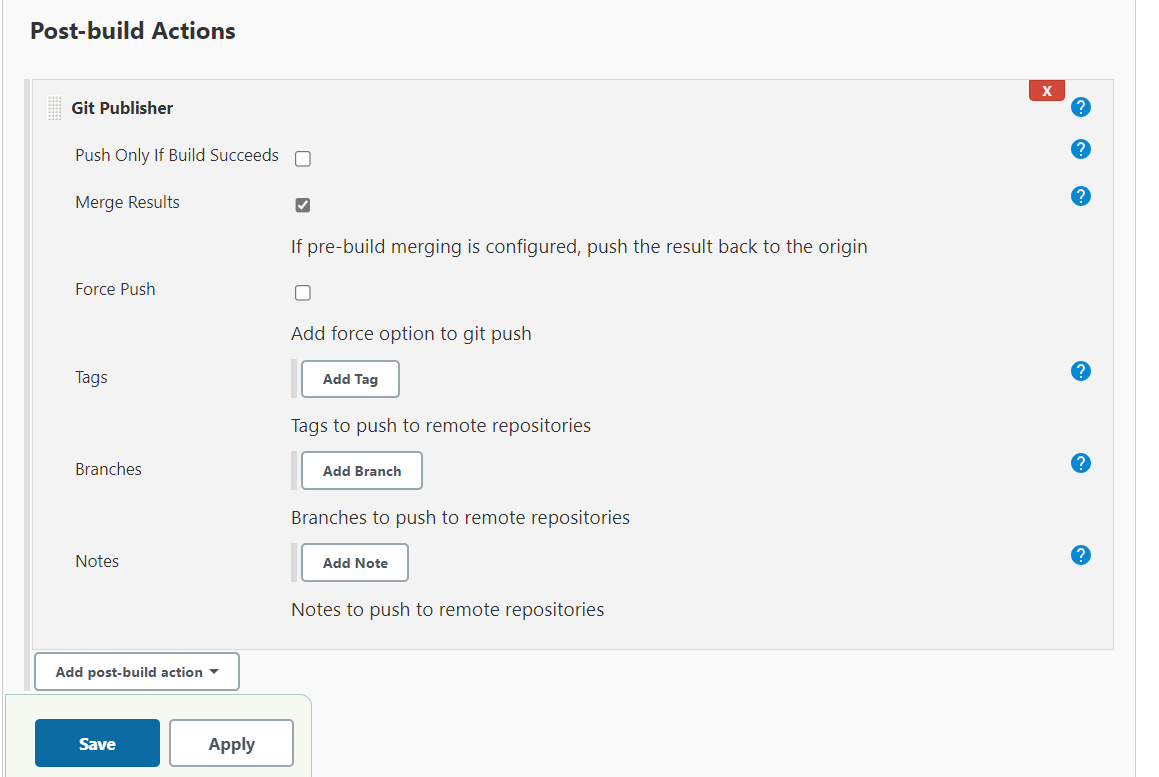 Post-build Actions
X
Git Publisher
?
Push Only If Build Succeeds
?
Merge Results
?
If pre-build merging is configured, push the result back to the origin
Force Push
Add force option to git push
Tags
Add Tag
?
Tags to push to remote repositories
Branches
Add Branch
?
Branches to push to remote repositories
Notes
Add Note
?
Notes to push to remote repositories
Add post-build action
Save
Apply